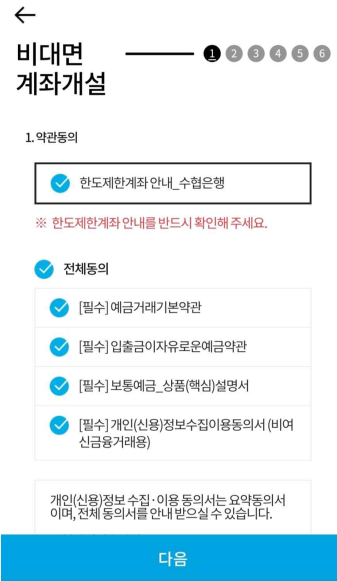 비대면
계좌개설
1 2 3 4 5 6
1. 약관동의
한도제한계좌 안내_수협은행
※ 한도제한계좌 안내를 반드시 확인해 주세요.
전체동의
[필수] 예금거래기본약관
[필수] 입출금이자유로운예금약관
[필수] 보통예금_상품(핵심)설명서
[필수] 개인(신용)정보수집이용동의서 (비여
신금융거래용)
개인(신용)정보 수집·이용 동의서는 요약동의서
이며, 전체 동의서를 안내 받으실 수 있습니다.
다음